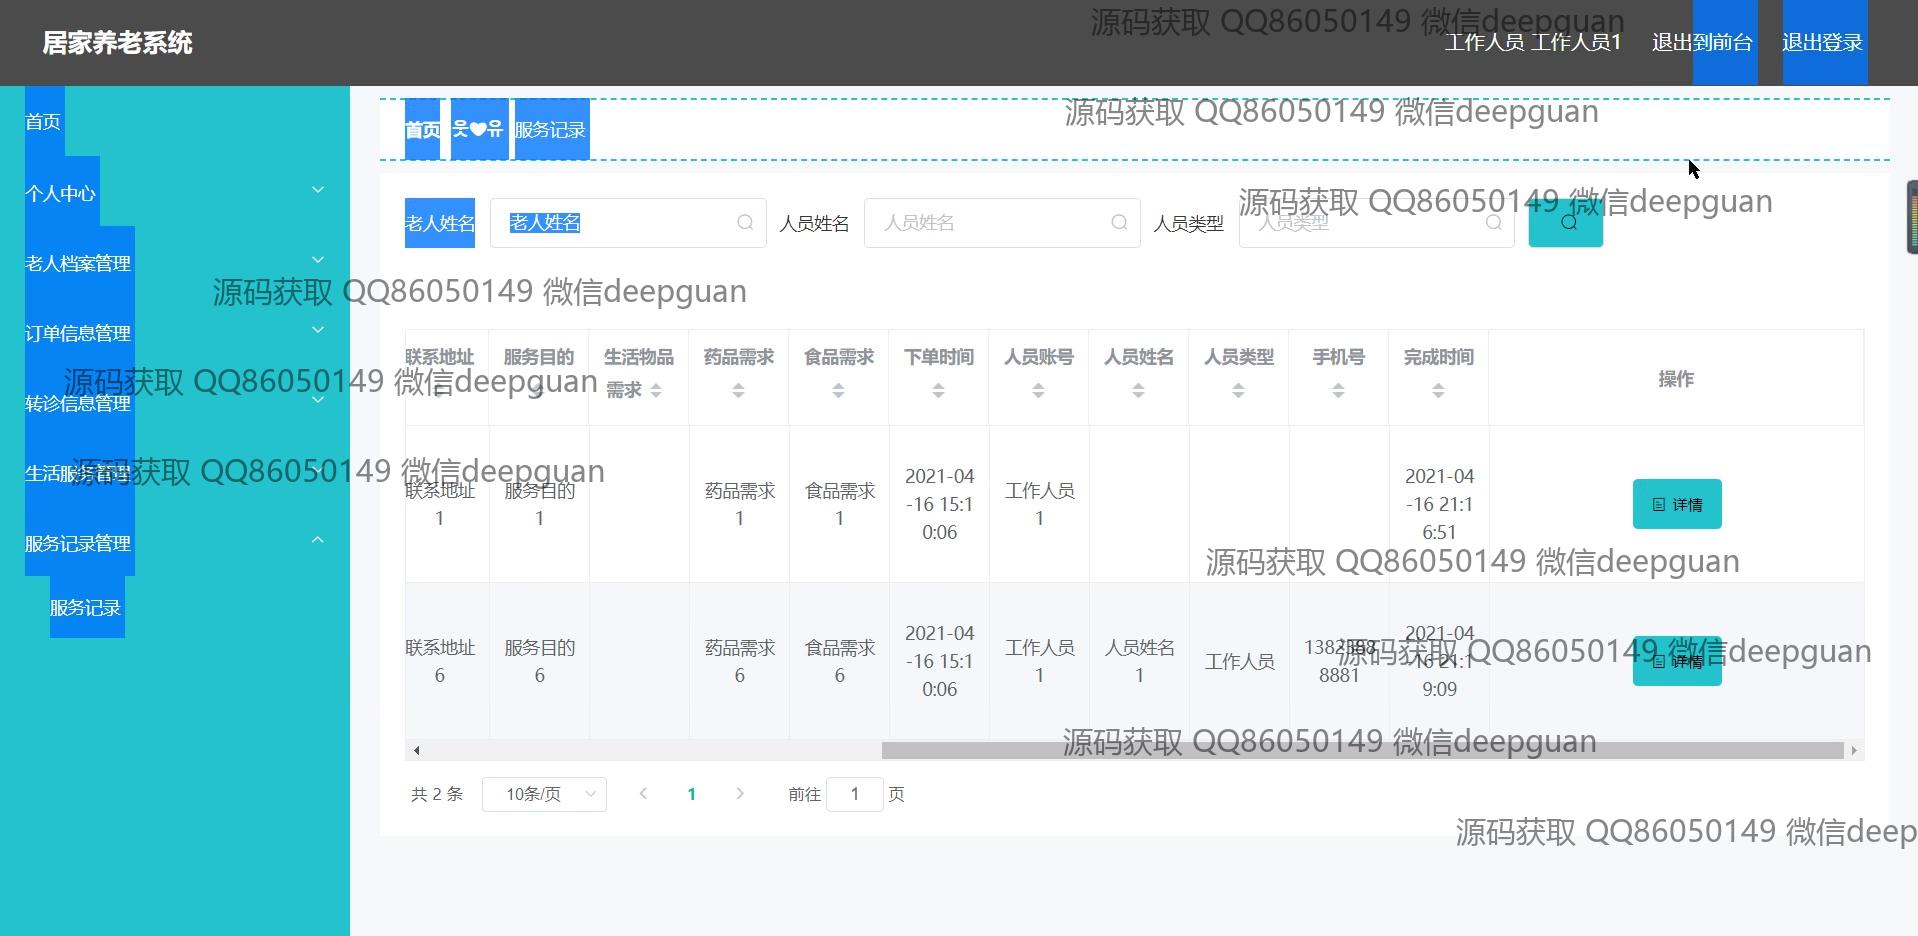 居家养老系统
源码获取 QQ86050149 微信deepguan
工作人员 工作人员1 退出到前台 退出登录
首页
个人中心
老人档案管理
订单信息管理
转诊信息管理
生活服务管理
服务记录管理
服务记录
首页 웃❤유 服务记录
源码获取 QQ86050149 微信deepguan
老人姓名 老人姓名 人员姓名 人员姓名 人员类型 人员类型
源码获取 QQ86050149 微信deepguan
源码获取 QQ86050149 微信deepguan
联系地址 服务目的 生活物品需求 药品需求 食品需求 下单时间 人员账号 人员姓名 人员类型 手机号 完成时间 操作
源码获取 QQ86050149 微信deepguan
源码获取 QQ86050149 微信deepguan
联系地址1 服务目的1 药品需求1 食品需求1 2021-04-16 15:10:06 工作人员1 2021-04-16 21:16:51 详情
源码获取 QQ86050149 微信deepguan
联系地址6 服务目的6 药品需求6 食品需求6 2021-04-16 15:10:06 工作人员1 人员姓名1 工作人员 2021-04-16 21:19:09 详情
源码获取 QQ86050149 微信deepguan
源码获取 QQ86050149 微信deepguan
共 2 条 10条/页 1 前往 1 页
源码获取 QQ86050149 微信deep